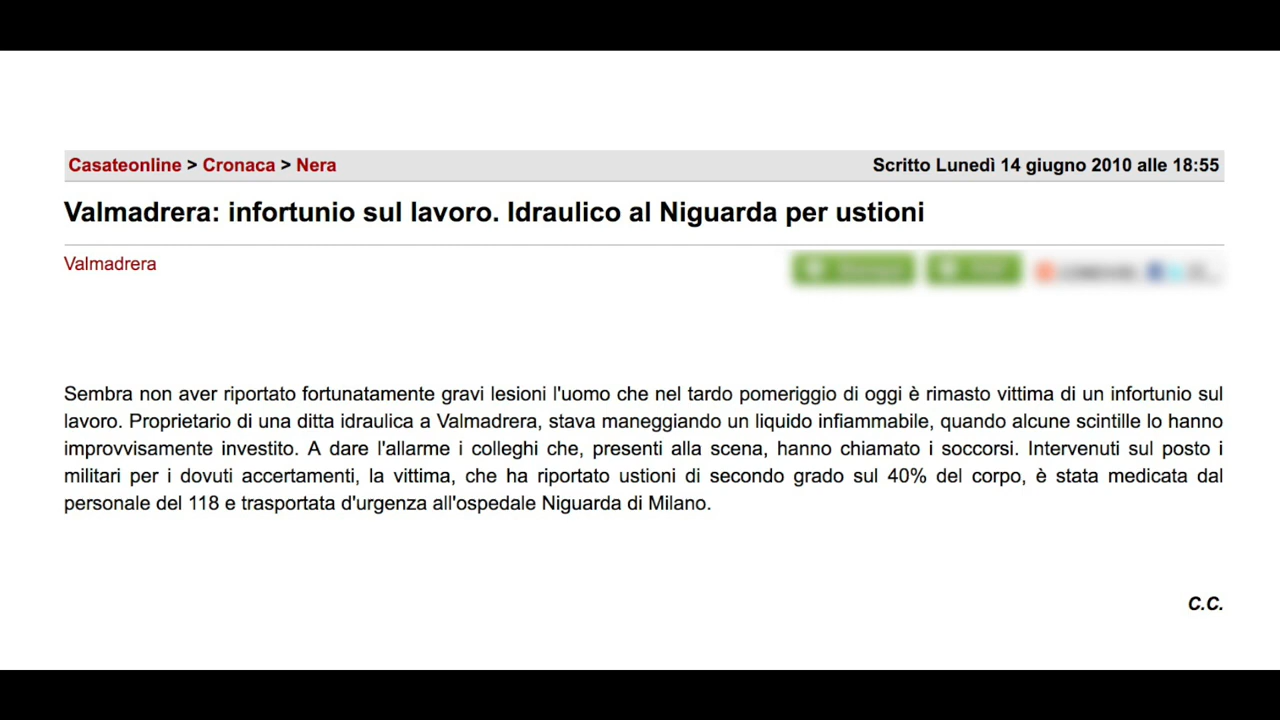 Casateonline > Cronaca > Nera
Scritto Lunedì 14 giugno 2010 alle 18:55
Valmadrera: infortunio sul lavoro. Idraulico al Niguarda per ustioni
Valmadrera
Sembra non aver riportato fortunatamente gravi lesioni l'uomo che nel tardo pomeriggio di oggi è rimasto vittima di un infortunio sul
lavoro. Proprietario di una ditta idraulica a Valmadrera, stava maneggiando un liquido infiammabile, quando alcune scintille lo hanno
improvvisamente investito. A dare l'allarme i colleghi che, presenti alla scena, hanno chiamato i soccorsi. Intervenuti sul posto i
militari per i dovuti accertamenti, la vittima, che ha riportato ustioni di secondo grado sul 40% del corpo, è stata medicata dal
personale del 118 e trasportata d'urgenza all'ospedale Niguarda di Milano.
C.C.